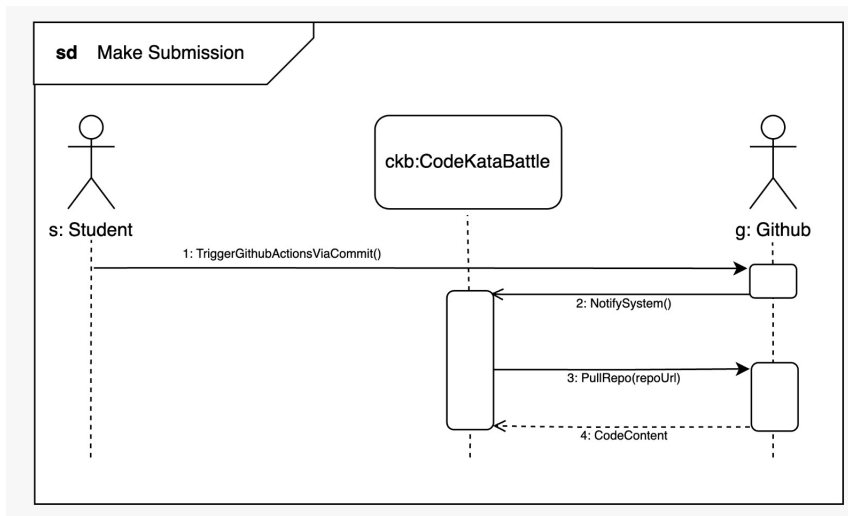 sd Make Submission
ckb:CodeKataBattle
s: Student
g: Github
1: TriggerGithubActionsViaCommit()
2: NotifySystem()
3: PullRepo(repoUrl)
4: CodeContent